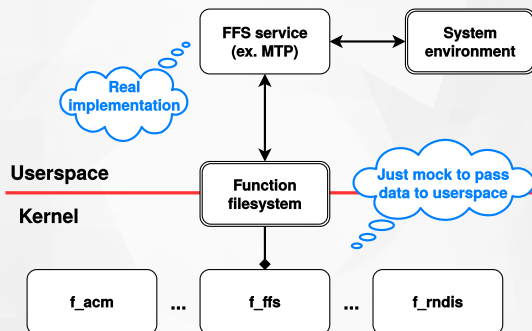 FFS service
(ex. MTP)
System
environment
Real
implementation
Userspace
Kernel
Function
filesystem
Just mock to pass
data to userspace
f_acm
...
f_ffs
...
f_rndis